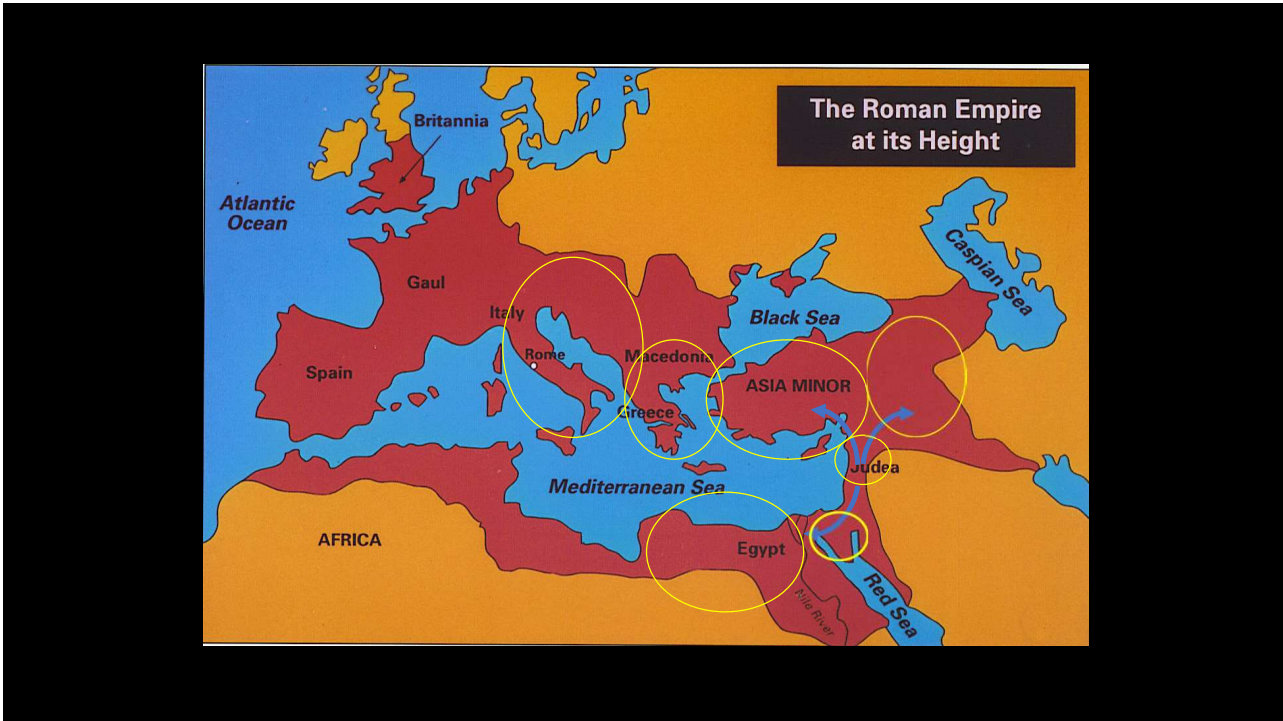 The Roman Empire
at its Height
Britannia
Atlantic
Ocean
Caspian Sea
Gaul
Italy
Black Sea
Rome
Macedonia
Spain
ASIA MINOR
Greece
Judea
Mediterranean Sea
AFRICA
Egypt
Nile River
Red Sea